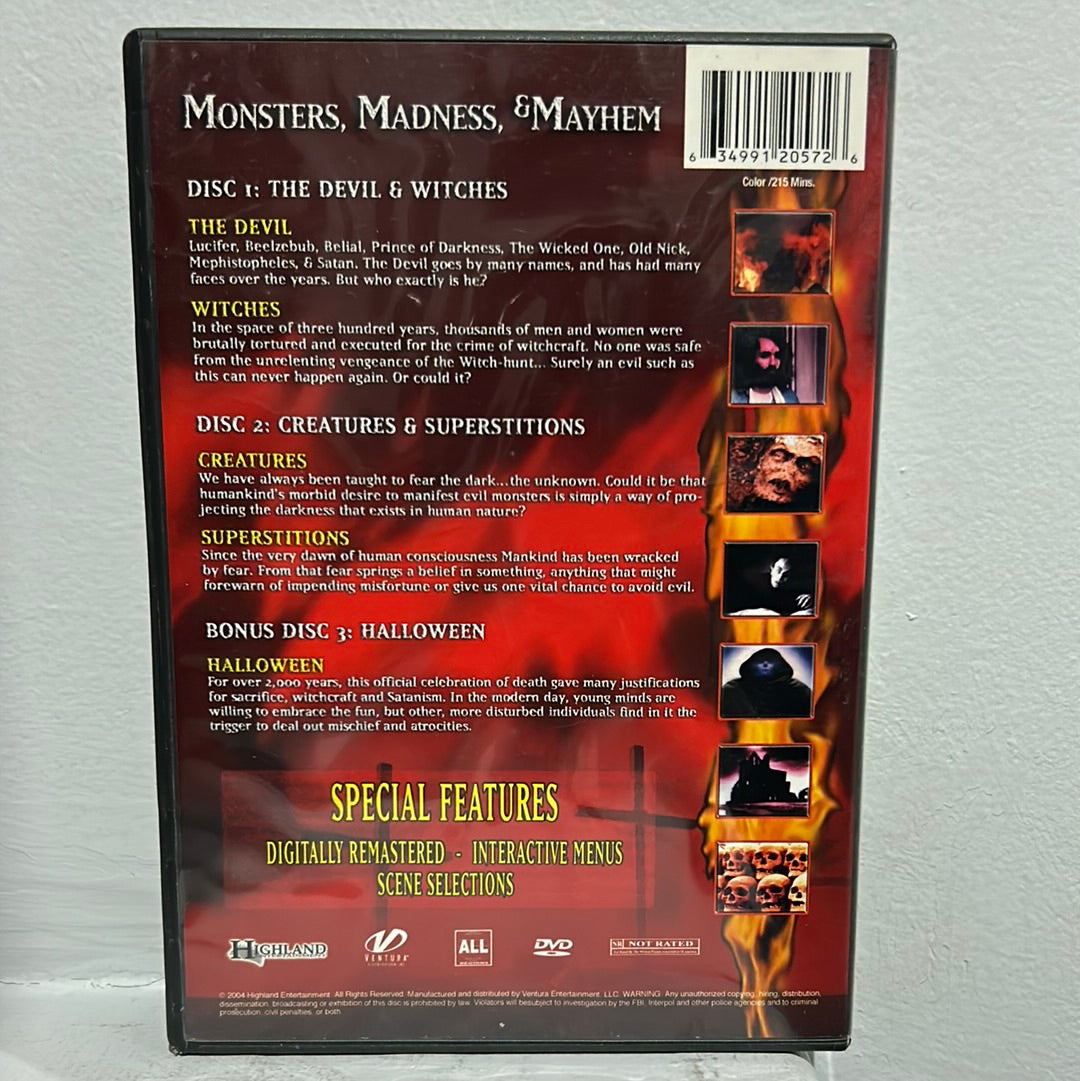 MONSTERS, MADNESS, & MAYHEM
6 34991 20572 6
Color /215 Mins.
DISC 1: THE DEVIL & WITCHES
THE DEVIL
Lucifer, Beelzebub, Belial, Prince of Darkness, The Wicked One, Old Nick,
Mephistopheles, & Satan. The Devil goes by many names, and has had many
faces over the years. But who exactly is he?
WITCHES
In the space of three hundred years, thousands of men and women were
brutally tortured and executed for the crime of witchcraft. No one was safe
from the unrelenting vengeance of the Witch-hunt... Surely an evil such as
this can never happen again. Or could it?
DISC 2: CREATURES & SUPERSTITIONS
CREATURES
We have always been taught to fear the dark...the unknown. Could it be that
humankind's morbid desire to manifest evil monsters is simply a way of pro-
jecting the darkness that exists in human nature?
SUPERSTITIONS
Since the very dawn of human consciousness Mankind has been wracked
by fear. From that fear springs a belief in something, anything that might
forewarn of impending misfortune or give us one vital chance to avoid evil.
BONUS DISC 3: HALLOWEEN
HALLOWEEN
For over 2,000 years, this official celebration of death gave many justifications
for sacrifice, witchcraft and Satanism. In the modern day, young minds are
willing to embrace the fun, but other, more disturbed individuals find in it the
trigger to deal out mischief and atrocities.
SPECIAL FEATURES
DIGITALLY REMASTERED - INTERACTIVE MENUS
SCENE SELECTIONS
HIGHLAND
VENTURA
ALL
DVD
NR NOT RATED
© 2004 Highland Entertainment. All Rights Reserved. Manufactured and distributed by Ventura Entertainment, LLC. WARNING: Any unauthorized copying, hiring, distribution,
dissemination, broadcasting or exhibition of this disc is prohibited by law. Violators will besubject to investigation by the FBI, Interpol and other police agencies and to criminal
prosecution, civil penalties, or both.